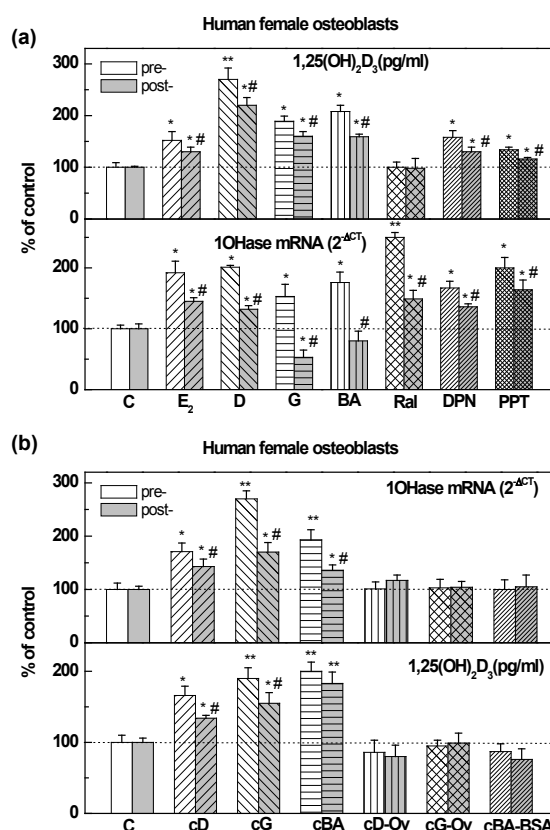 Human female osteoblasts
(a)
1,25(OH)₂D₃(pg/ml)
pre-
post-
300
200
100
0
** * *# * *# * *# * *# * *#
% of control
1OHase mRNA (2^-ΔCT)
200
100
0
* *# * *# * *# * # ** *# * *# * *#
C E₂ D G BA Ral DPN PPT
(b)
Human female osteoblasts
1OHase mRNA (2^-ΔCT)
pre-
post-
300
200
100
0
* *# ** *# ** *#
% of control
1,25(OH)₂D₃(pg/ml)
200
100
0
* *# ** *# ** **
C cD cG cBA cD-Ov cG-Ov cBA-BSA